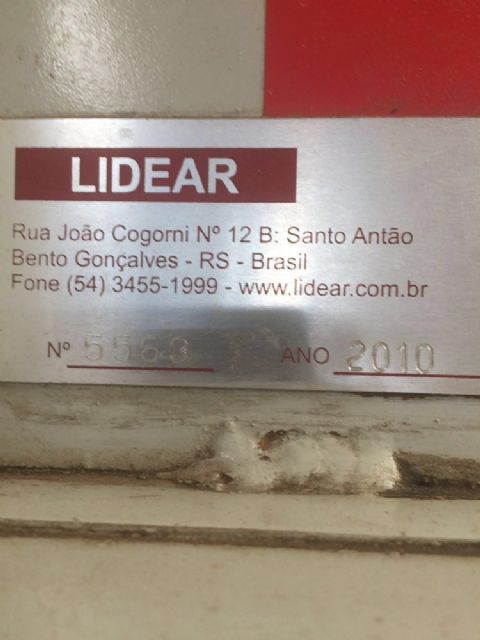 LIDEAR
Rua João Cogorni Nº 12 B: Santo Antão
Bento Gonçalves - RS - Brasil
Fone (54) 3455-1999 - www.lidear.com.br
Nº 5563 ANO 2010